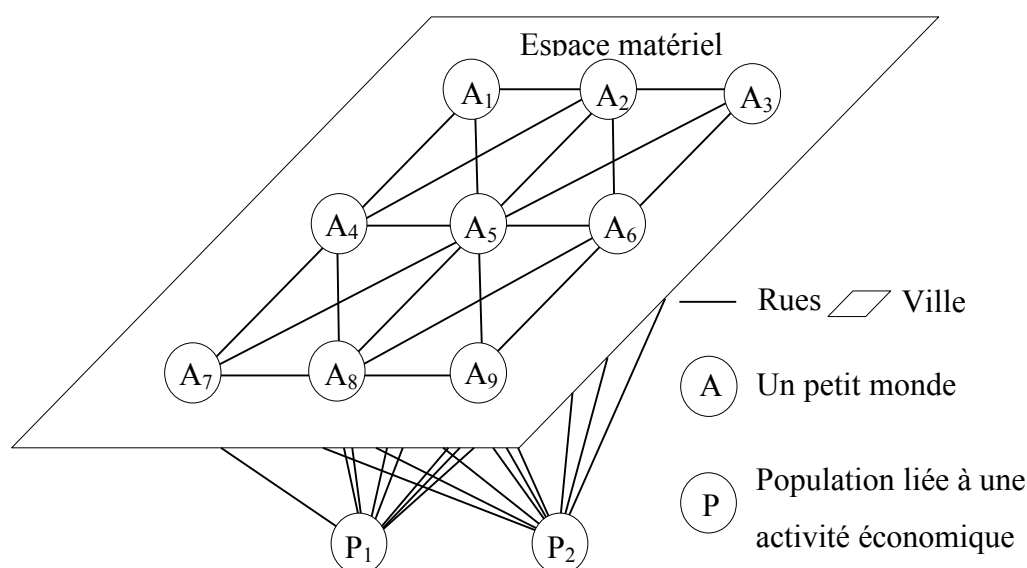 Espace matériel
A1 A2 A3
A4 A5 A6
Rues Ville
A7 A8 A9
A Un petit monde
P Population liée à une
activité économique
P1 P2